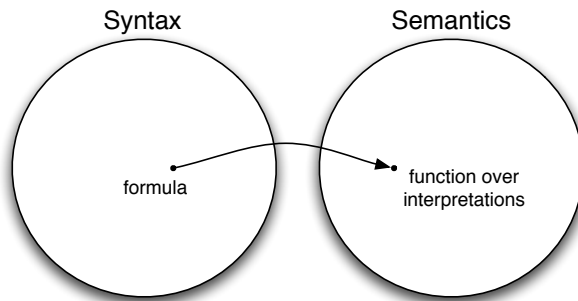 Syntax
Semantics
formula
function over
interpretations